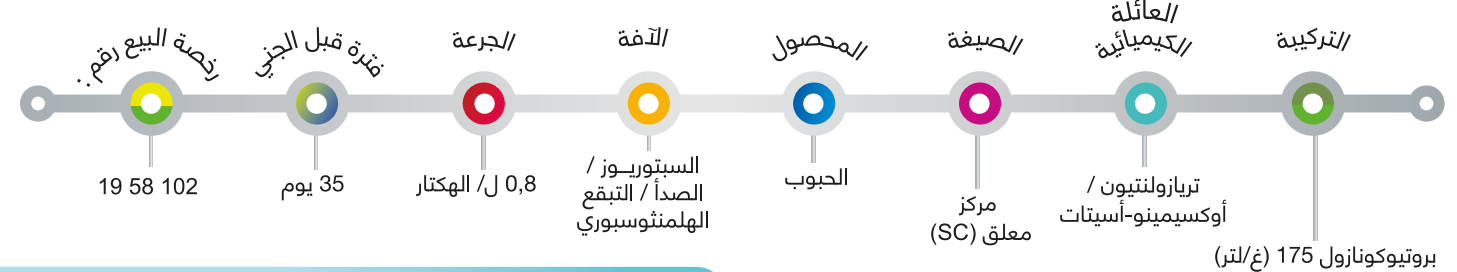 التركيبة
بروتيوكونازول 175 (غ/لتر)
العائلة
الكيميائية
تريازولنتيون /
أوكسيمينو-أسيتات
الصيغة
مركز
معلق (SC)
المحصول
الحبوب
الآفة
السبتوريــوز /
الصدأ / التبقع
الهلمنثوسبوري
الجرعة
0,8 ل/ الهكتار
فترة قبل الجني
35 يوم
رخصة البيع رقم :
19 58 102